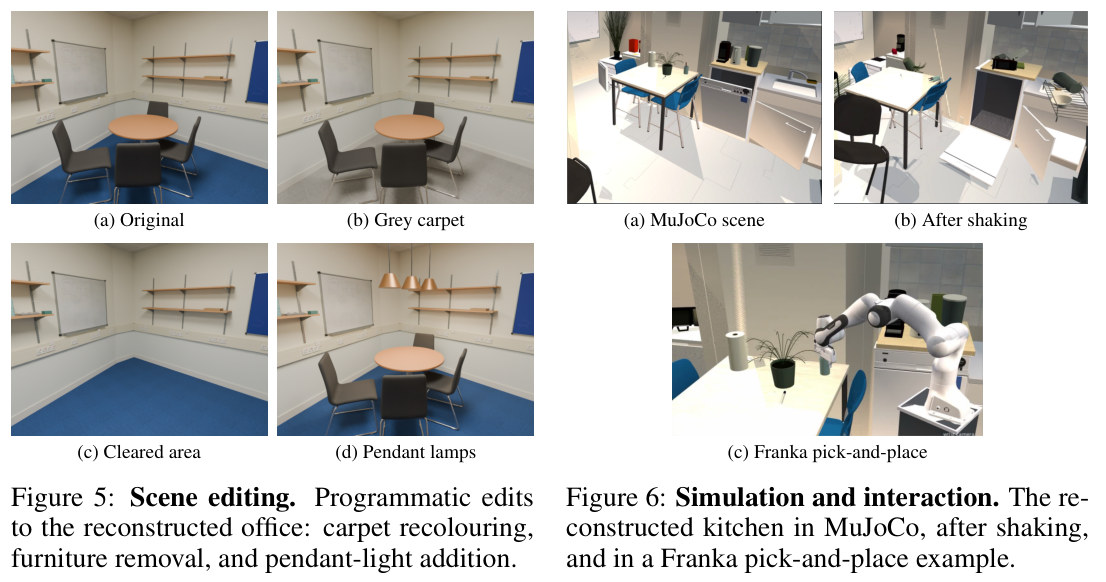 (a) Original
(b) Grey carpet
(c) Cleared area
(d) Pendant lamps
Figure 5: Scene editing. Programmatic edits
to the reconstructed office: carpet recolouring,
furniture removal, and pendant-light addition.
(a) MuJoCo scene
(b) After shaking
(c) Franka pick-and-place
Figure 6: Simulation and interaction. The re-
constructed kitchen in MuJoCo, after shaking,
and in a Franka pick-and-place example.